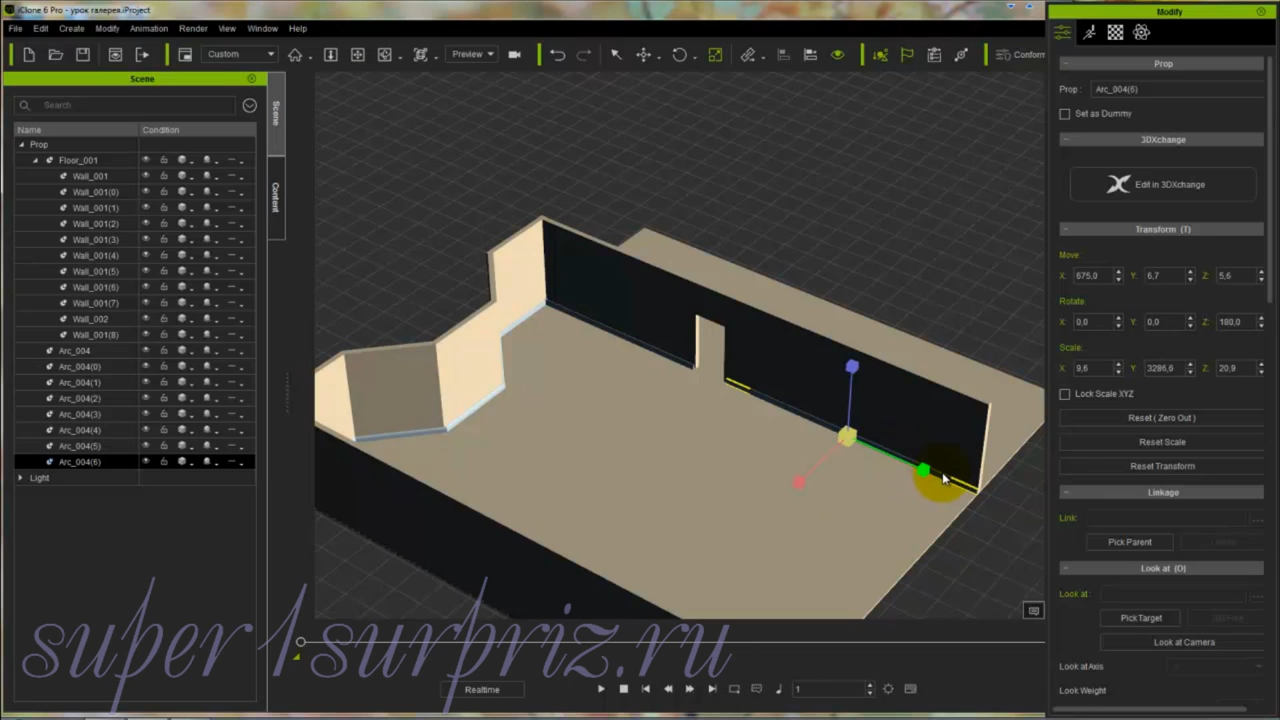 iClone 6 Pro - урок галерея.iProject
File Edit Create Modify Animation Render View Window Help
Custom Preview Conform
Scene
Search
Name Condition
Prop
Floor_001
Wall_001
Wall_001(0)
Wall_001(1)
Wall_001(2)
Wall_001(3)
Wall_001(4)
Wall_001(5)
Wall_001(6)
Wall_001(7)
Wall_002
Wall_001(8)
Arc_004
Arc_004(0)
Arc_004(1)
Arc_004(2)
Arc_004(3)
Arc_004(4)
Arc_004(5)
Arc_004(6)
Light
Scene
Content
super1surpriz.ru
Realtime
1
Modify
Prop
Prop : Arc_004(6)
Set as Dummy
3DXchange
Edit in 3DXchange
Transform (T)
Move:
X: 675,0 Y: 6,7 Z: 5,6
Rotate:
X: 0,0 Y: 0,0 Z: 180,0
Scale:
X: 9,6 Y: 3286,6 Z: 20,9
Lock Scale XYZ
Reset ( Zero Out )
Reset Scale
Reset Transform
Linkage
Link:
Pick Parent
Look at (O)
Look at:
Pick Target
Look at Camera
Look at Axis
Look Weight